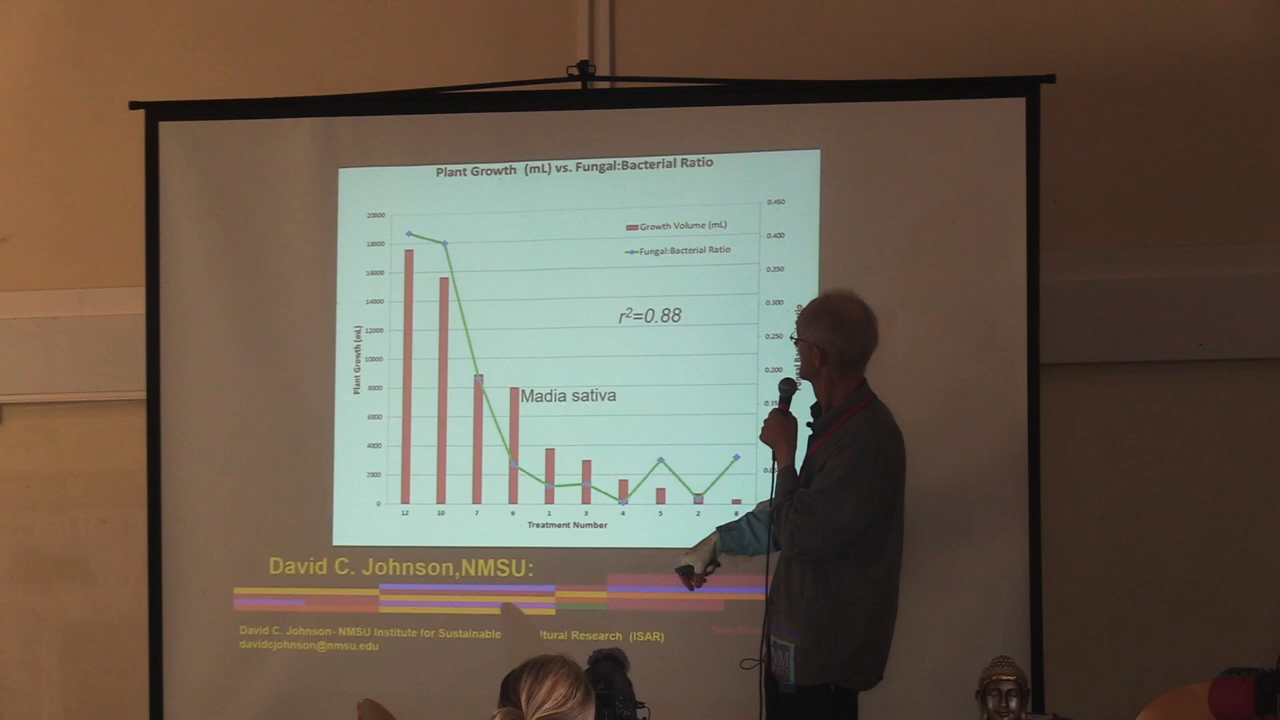 Plant Growth (mL) vs. Fungal:Bacterial Ratio
20000
18000
16000
14000
12000
10000
8000
6000
4000
2000
0
Plant Growth (mL)
0.450
0.400
0.350
0.300
0.250
0.200
Growth Volume (mL)
Fungal:Bacterial Ratio
r²=0.88
Madia sativa
12 10 7 9 1 3 4 5 2 8
Treatment Number
David C. Johnson,NMSU:
David C. Johnson- NMSU Institute for Sustainable ltural Research (ISAR)
davidcjohnson@nmsu.edu